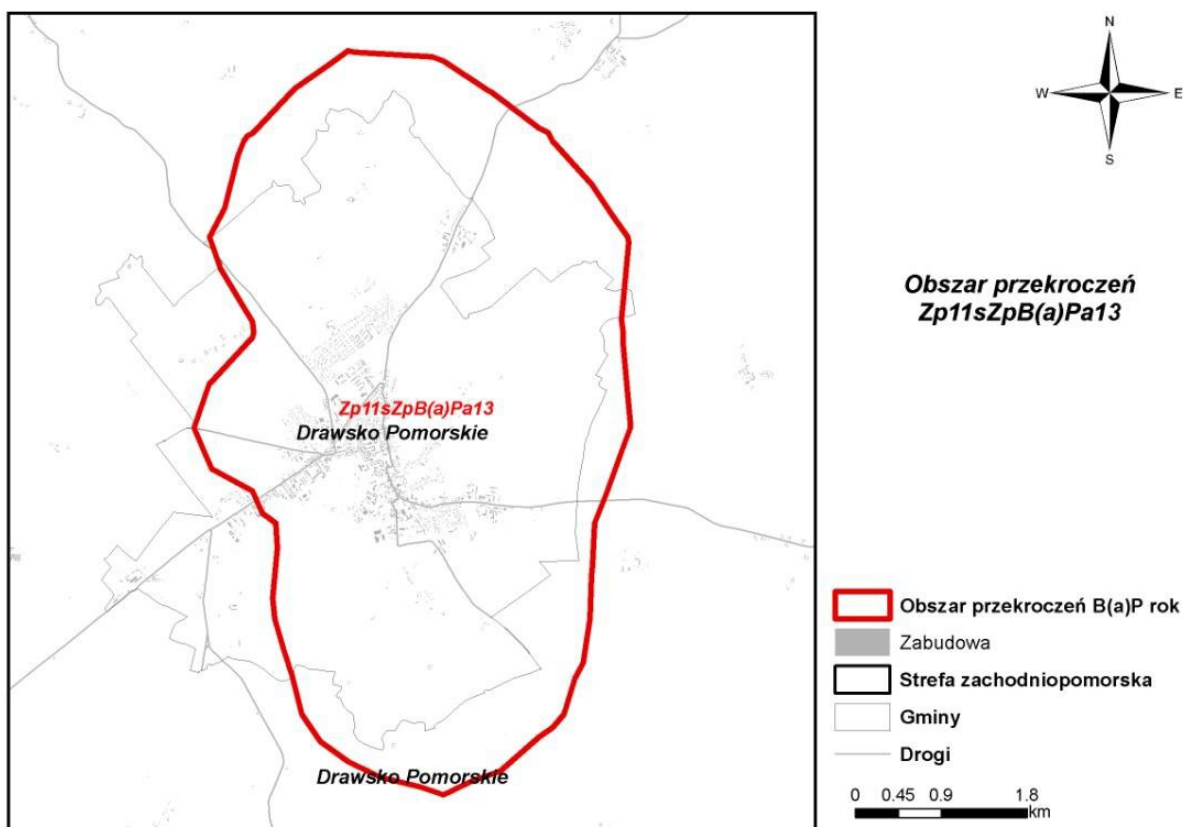 N
W
E
S
Obszar przekroczeń
Zp11sZpB(a)Pa13
Zp11sZpB(a)Pa13
Drawsko Pomorskie
Drawsko Pomorskie
Obszar przekroczeń B(a)P rok
Zabudowa
Strefa zachodniopomorska
Gminy
Drogi
0 0.45 0.9 1.8
km